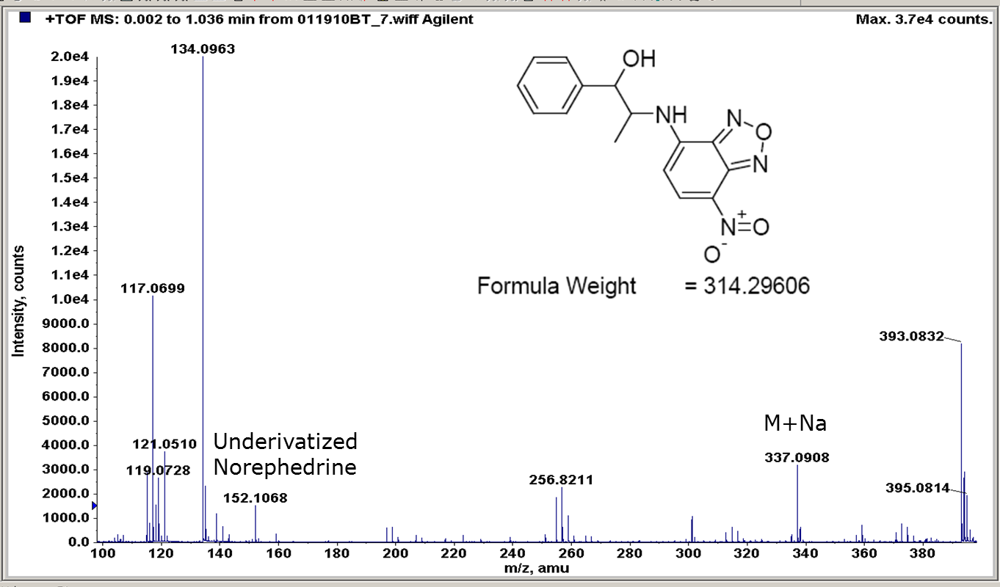 +TOF MS: 0.002 to 1.036 min from 011910BT_7.wiff Agilent
Max. 3.7e4 counts.
134.0963
2.0e4
1.9e4
1.8e4
1.7e4
1.6e4
1.5e4
1.4e4
1.3e4
1.2e4
1.1e4
1.0e4
9000.0
8000.0
7000.0
6000.0
5000.0
4000.0
3000.0
2000.0
1000.0
0.0
Intensity, counts
OH
NH
N
O
N
N+=O
O-
Formula Weight = 314.29606
117.0699
393.0832
M+Na
121.0510
Underivatized
Norephedrine
337.0908
119.0728
256.8211
395.0814
152.1068
100 120 140 160 180 200 220 240 260 280 300 320 340 360 380
m/z, amu